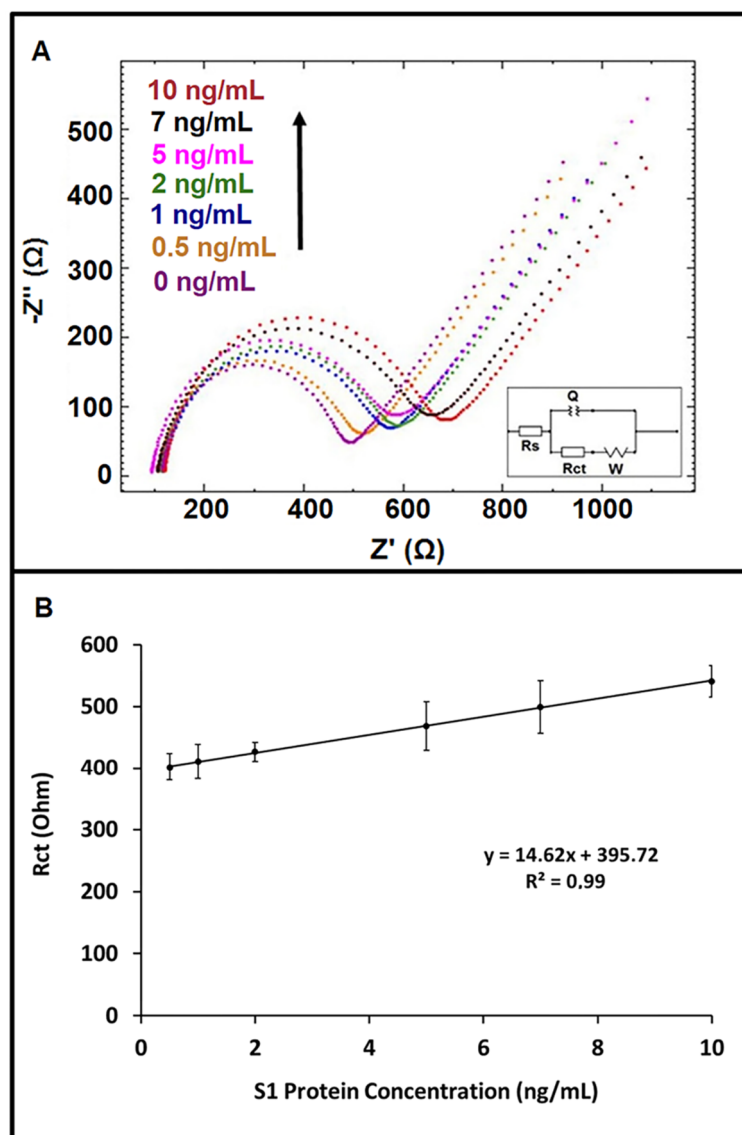 A
10 ng/mL
7 ng/mL
5 ng/mL
2 ng/mL
1 ng/mL
0.5 ng/mL
0 ng/mL
500
400
300
200
100
0
-Z'' (Ω)
Q
Rs
Rct W
200 400 600 800 1000
Z' (Ω)
B
600
500
400
300
200
100
0
Rct (Ohm)
y = 14.62x + 395.72
R² = 0.99
0 2 4 6 8 10
S1 Protein Concentration (ng/mL)